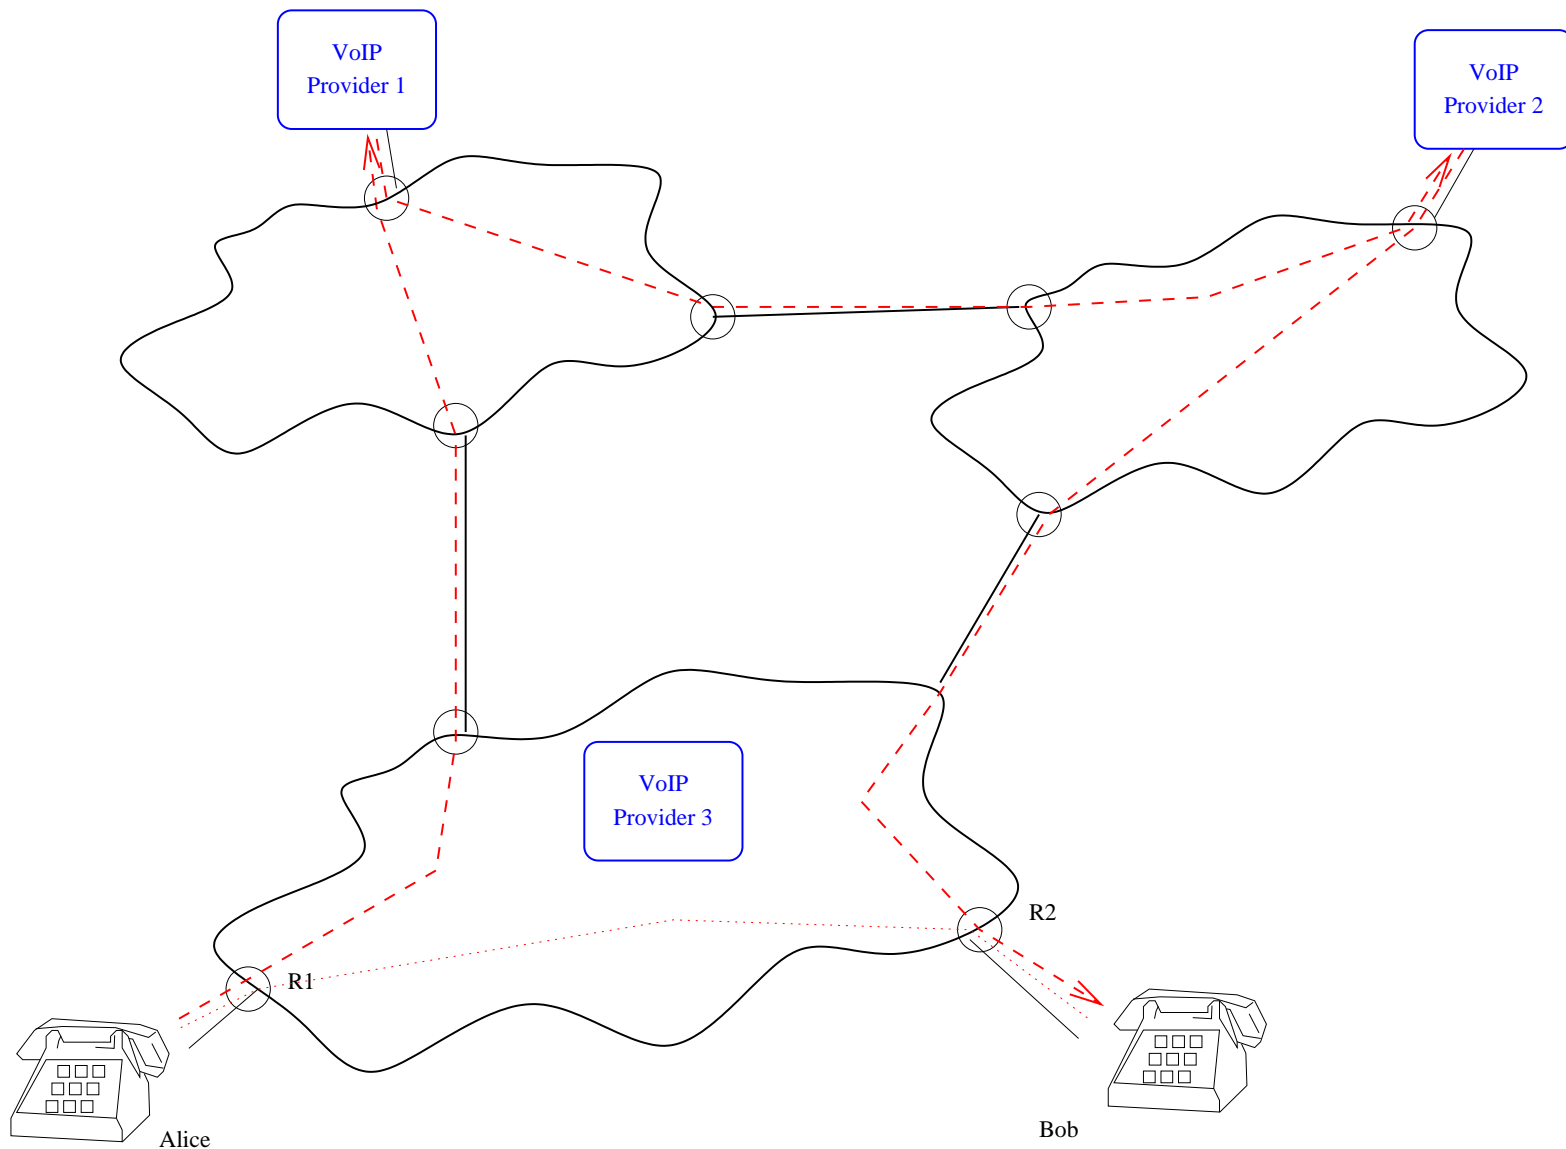 VoIP
Provider 1
VoIP
Provider 2
VoIP
Provider 3
R2
R1
Alice
Bob